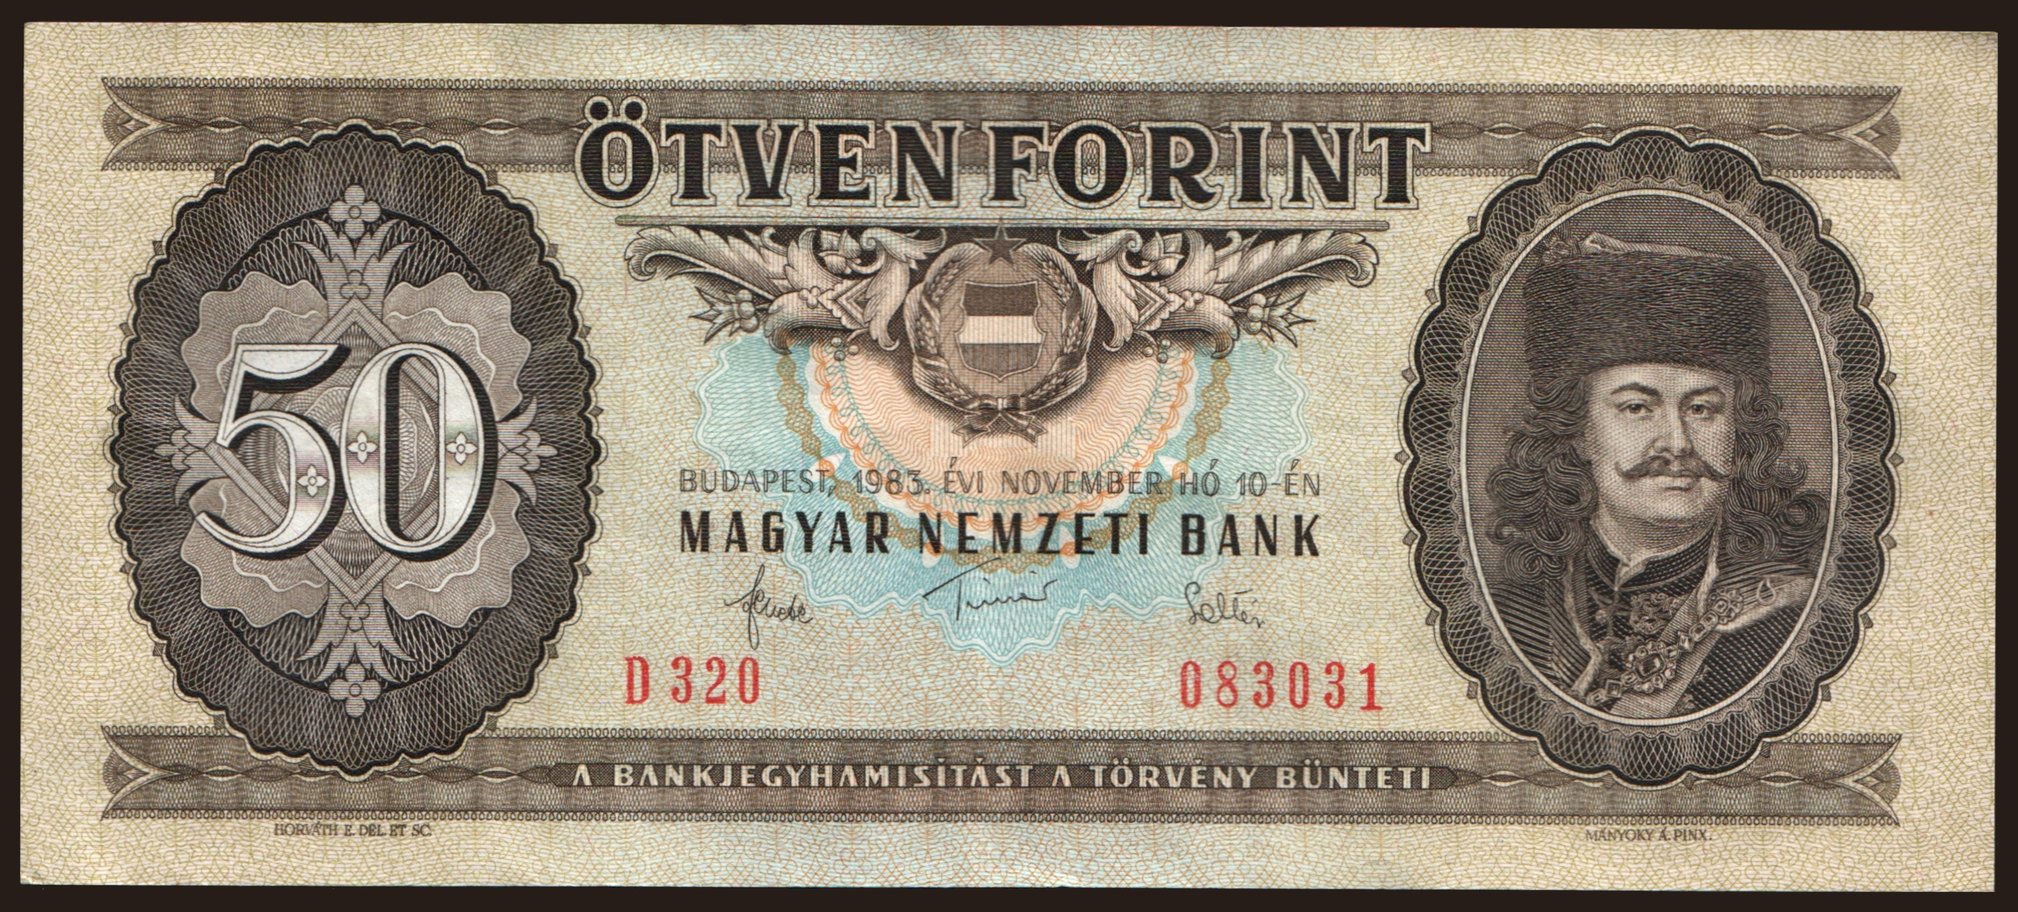 ÖTVEN FORINT
50
BUDAPEST, 1983. ÉVI NOVEMBER HÓ 10-ÉN
MAGYAR NEMZETI BANK
D 320
083031
A BANKJEGYHAMISÍTÁST A TÖRVÉNY BÜNTETI
HORVÁTH E. DEL. ET SC.
MÁNYOKY Á. PINX.